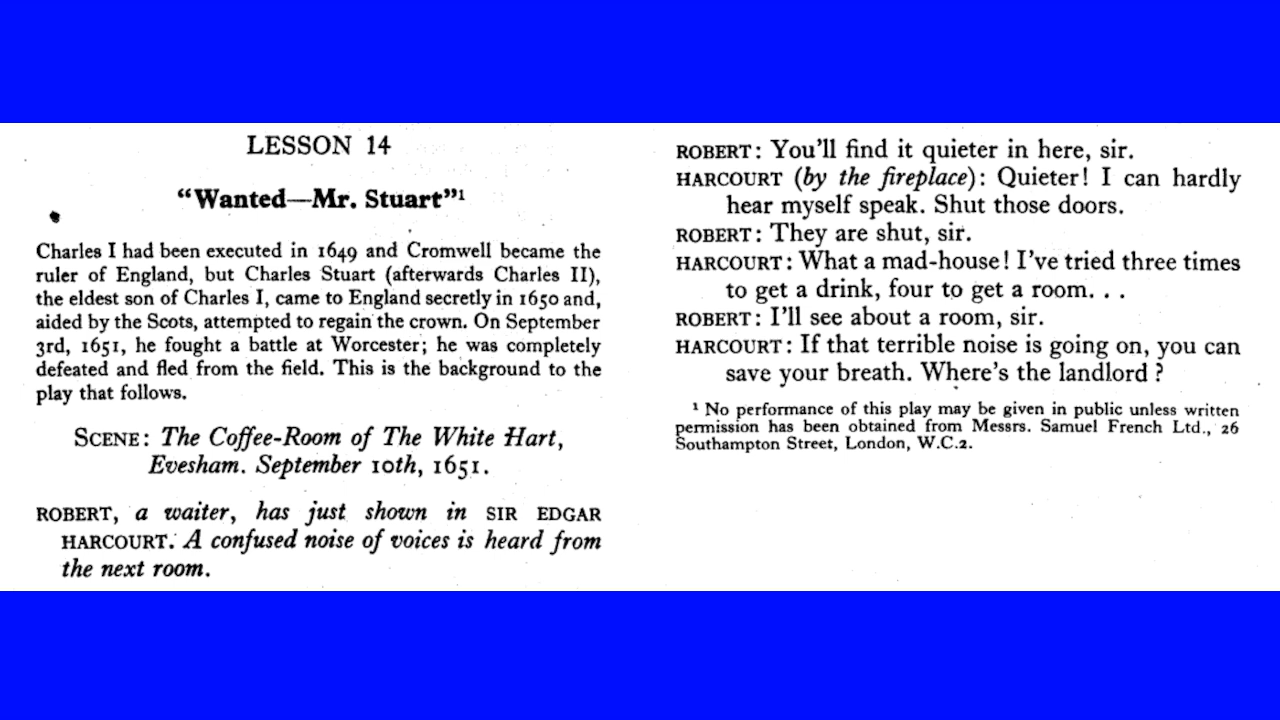 LESSON 14
“Wanted—Mr. Stuart”¹
Charles I had been executed in 1649 and Cromwell became the
ruler of England, but Charles Stuart (afterwards Charles II),
the eldest son of Charles I, came to England secretly in 1650 and,
aided by the Scots, attempted to regain the crown. On September
3rd, 1651, he fought a battle at Worcester; he was completely
defeated and fled from the field. This is the background to the
play that follows.
SCENE: The Coffee-Room of The White Hart,
Evesham. September 10th, 1651.
ROBERT, a waiter, has just shown in SIR EDGAR
HARCOURT. A confused noise of voices is heard from
the next room.
ROBERT: You'll find it quieter in here, sir.
HARCOURT (by the fireplace): Quieter! I can hardly
hear myself speak. Shut those doors.
ROBERT: They are shut, sir.
HARCOURT: What a mad-house! I've tried three times
to get a drink, four to get a room. . .
ROBERT: I'll see about a room, sir.
HARCOURT: If that terrible noise is going on, you can
save your breath. Where's the landlord?
¹ No performance of this play may be given in public unless written
permission has been obtained from Messrs. Samuel French Ltd., 26
Southampton Street, London, W.C.2.